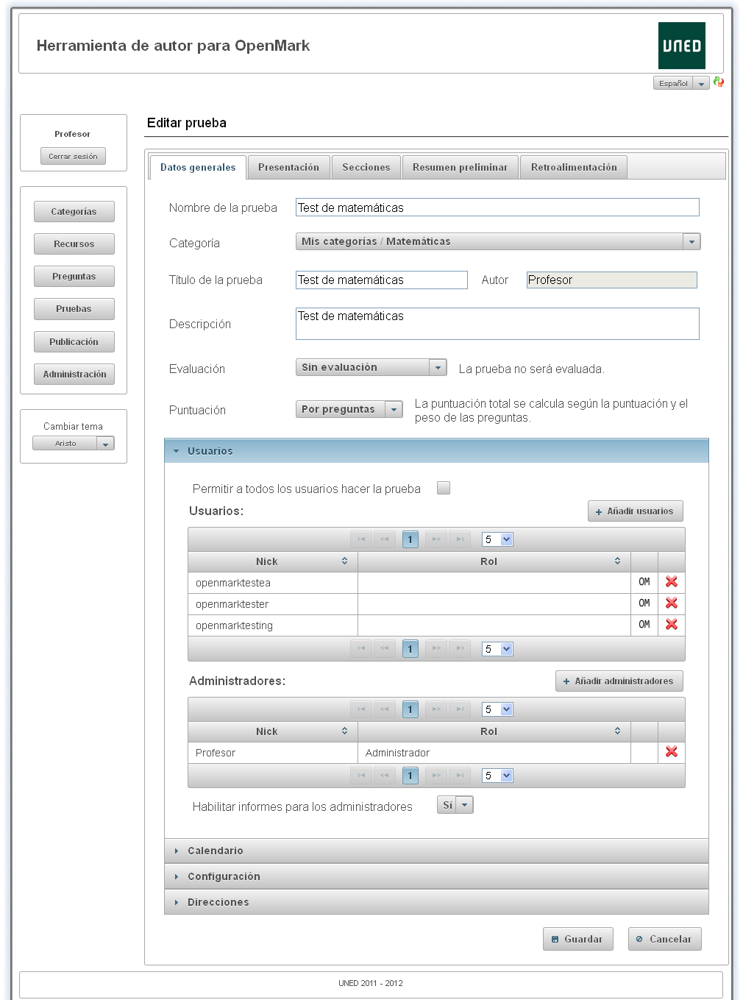 Herramienta de autor para OpenMark
UNED
Español
Profesor
Cerrar sesión
Categorías
Recursos
Preguntas
Pruebas
Publicación
Administración
Cambiar tema
Aristo
Editar prueba
Datos generales Presentación Secciones Resumen preliminar Retroalimentación
Nombre de la prueba Test de matemáticas
Categoría Mis categorías / Matemáticas
Título de la prueba Test de matemáticas Autor Profesor
Descripción Test de matemáticas
Evaluación Sin evaluación La prueba no será evaluada.
Puntuación Por preguntas La puntuación total se calcula según la puntuación y el
peso de las preguntas.
Usuarios
Permitir a todos los usuarios hacer la prueba
Usuarios: + Añadir usuarios
1 5
Nick Rol
openmarktestea OM
openmarktester OM
openmarktesting OM
1 5
Administradores: + Añadir administradores
1 5
Nick Rol
Profesor Administrador
1 5
Habilitar informes para los administradores Sí
Calendario
Configuración
Direcciones
Guardar Cancelar
UNED 2011 - 2012